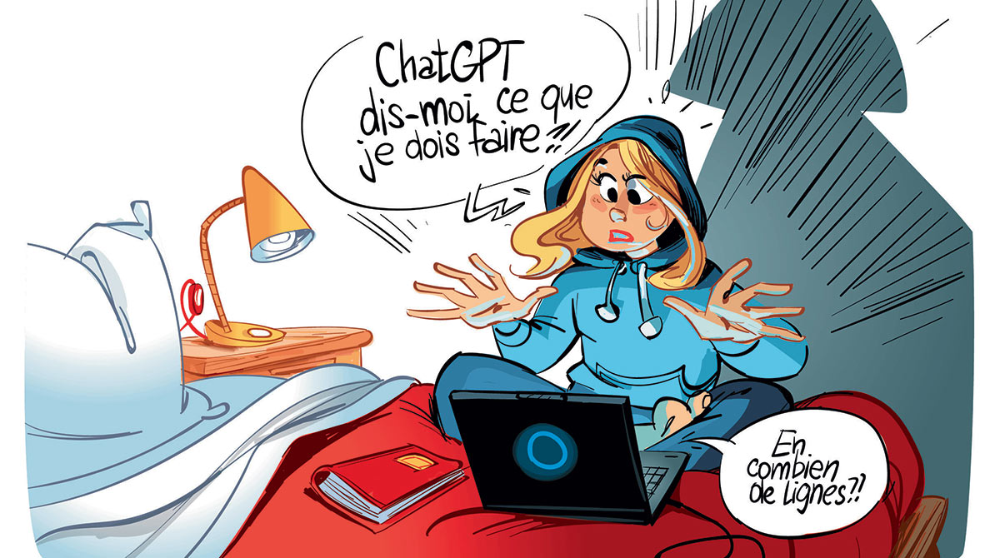 ChatGPT
dis-moi ce que
je dois faire?!
En
combien
de lignes?!